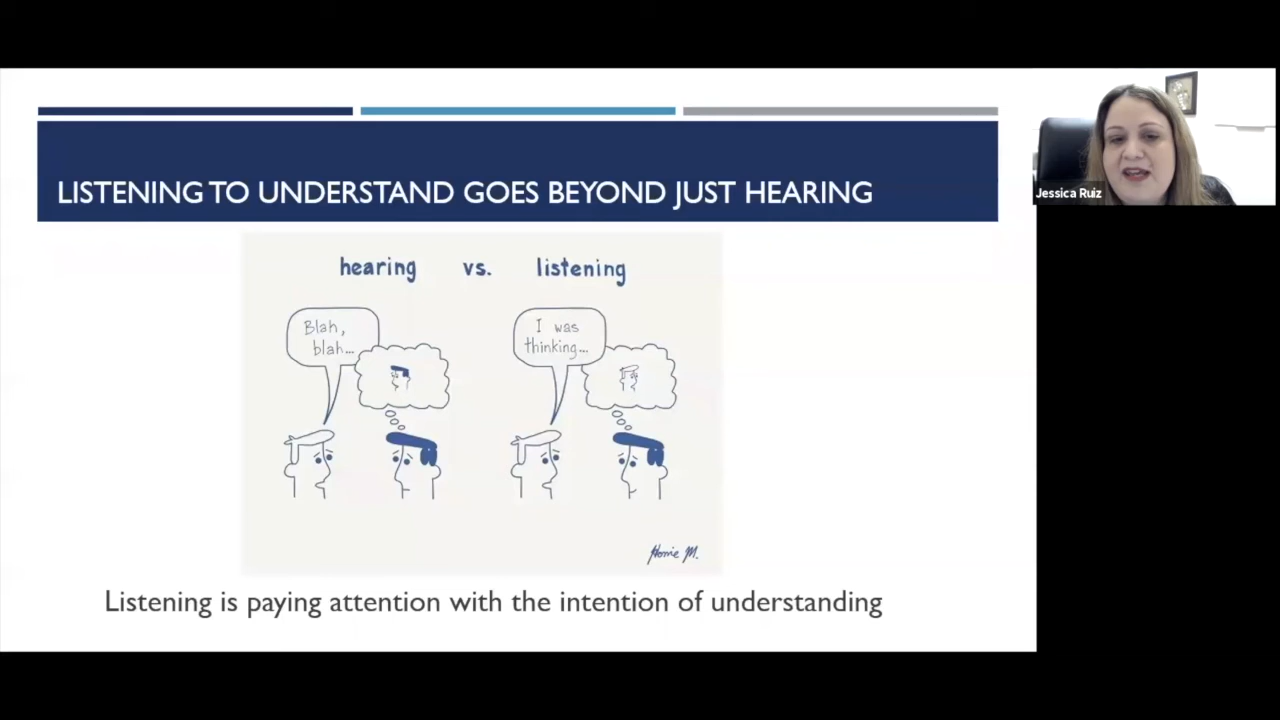 LISTENING TO UNDERSTAND GOES BEYOND JUST HEARING
hearing vs. listening
Blah,
blah...
I was
thinking...
Horrie M.
Listening is paying attention with the intention of understanding
Jessica Ruiz